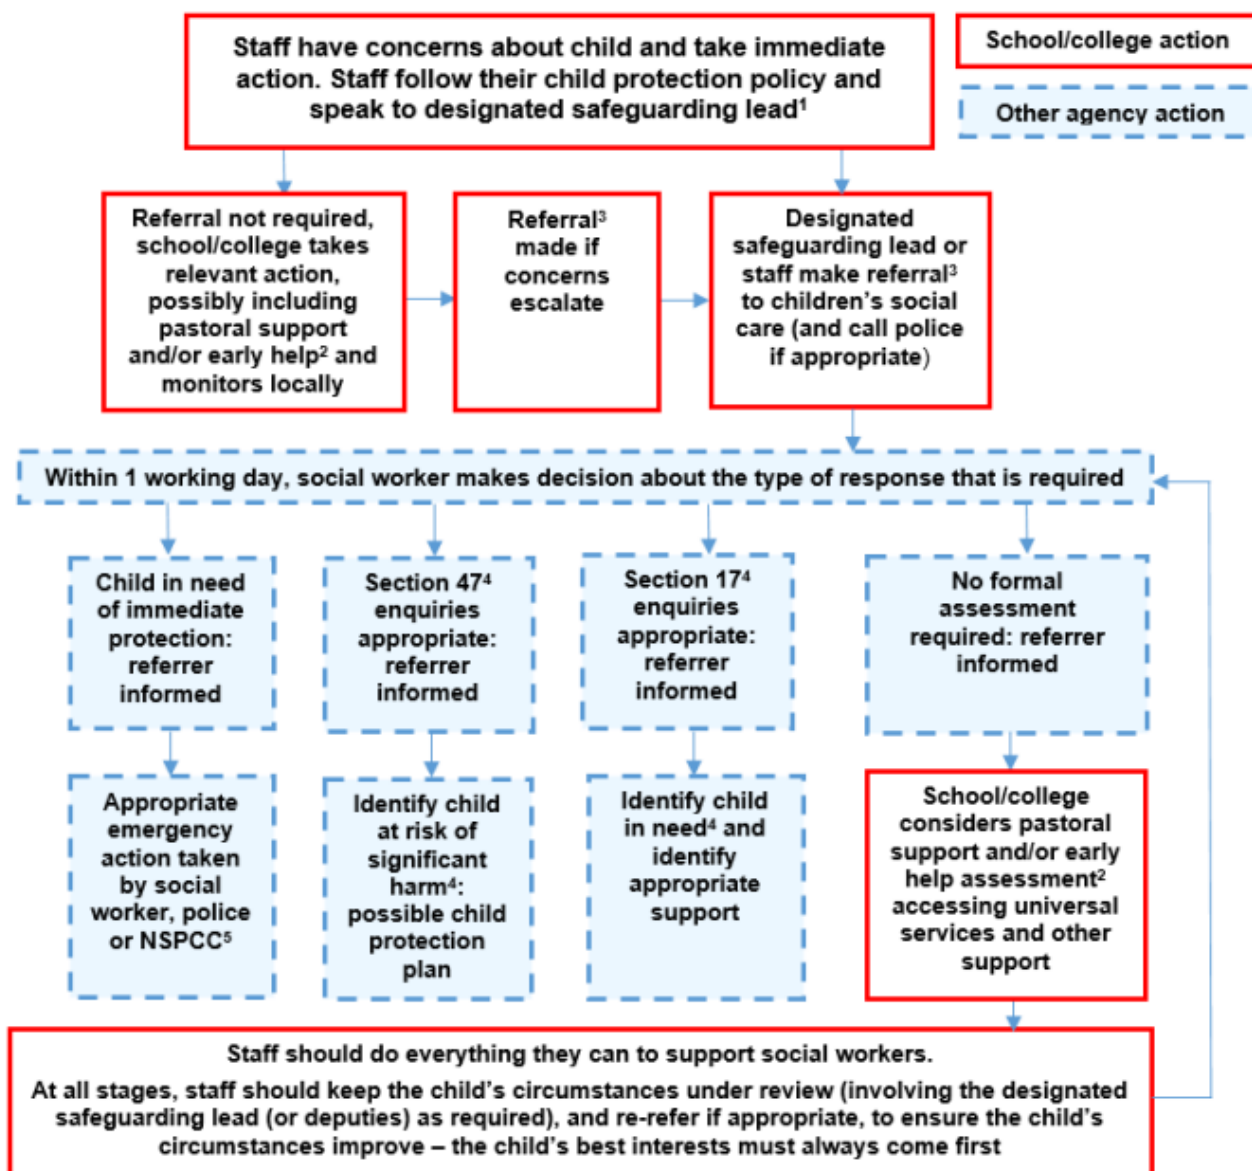 Staff have concerns about child and take immediate
action. Staff follow their child protection policy and
speak to designated safeguarding lead¹
School/college action
Other agency action
Referral not required,
school/college takes
relevant action,
possibly including
pastoral support
and/or early help² and
monitors locally
Referral³
made if
concerns
escalate
Designated
safeguarding lead or
staff make referral³
to children’s social
care (and call police
if appropriate)
Within 1 working day, social worker makes decision about the type of response that is required
Child in need
of immediate
protection:
referrer
informed
Section 47⁴
enquiries
appropriate:
referrer
informed
Section 17⁴
enquiries
appropriate:
referrer
informed
No formal
assessment
required: referrer
informed
Appropriate
emergency
action taken
by social
worker, police
or NSPCC⁵
Identify child
at risk of
significant
harm⁴:
possible child
protection
plan
Identify child
in need⁴ and
identify
appropriate
support
School/college
considers pastoral
support and/or early
help assessment²
accessing universal
services and other
support
Staff should do everything they can to support social workers.
At all stages, staff should keep the child’s circumstances under review (involving the designated
safeguarding lead (or deputies) as required), and re-refer if appropriate, to ensure the child’s
circumstances improve – the child’s best interests must always come first